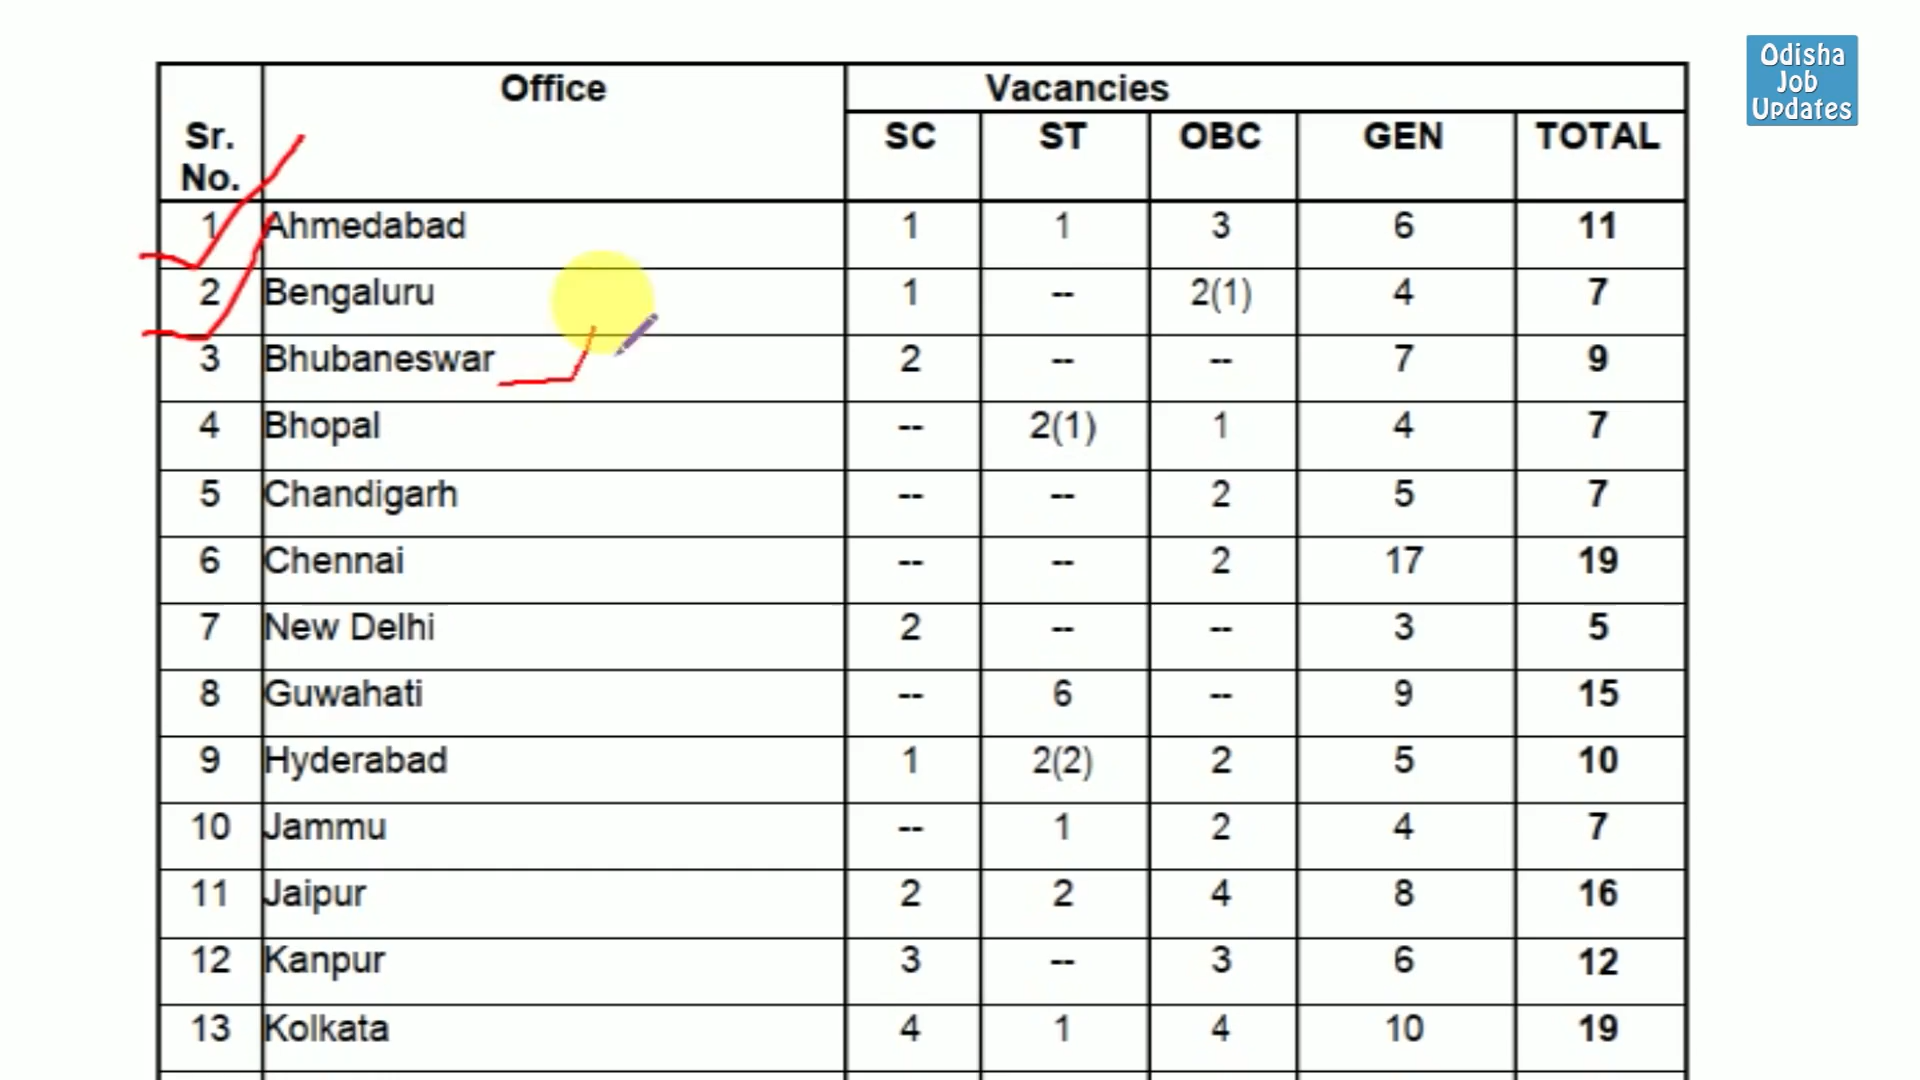 Odisha
Job
Updates
Office Vacancies
Sr. No. SC ST OBC GEN TOTAL
1 Ahmedabad 1 1 3 6 11
2 Bengaluru 1 -- 2(1) 4 7
3 Bhubaneswar 2 -- -- 7 9
4 Bhopal -- 2(1) 1 4 7
5 Chandigarh -- -- 2 5 7
6 Chennai -- -- 2 17 19
7 New Delhi 2 -- -- 3 5
8 Guwahati -- 6 -- 9 15
9 Hyderabad 1 2(2) 2 5 10
10 Jammu -- 1 2 4 7
11 Jaipur 2 2 4 8 16
12 Kanpur 3 -- 3 6 12
13 Kolkata 4 1 4 10 19